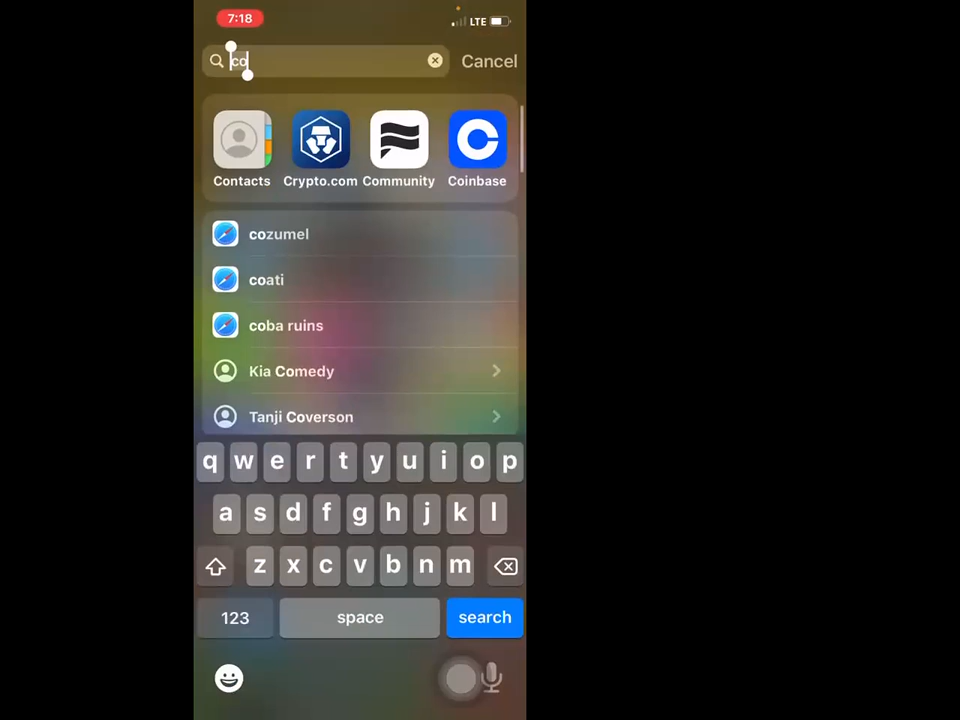 7:18
LTE
co
Cancel
Contacts
Crypto.com
Community
Coinbase
cozumel
coati
coba ruins
Kia Comedy
Tanji Coverson
q w e r t y u i o p
a s d f g h j k l
z x c v b n m
123
space
search